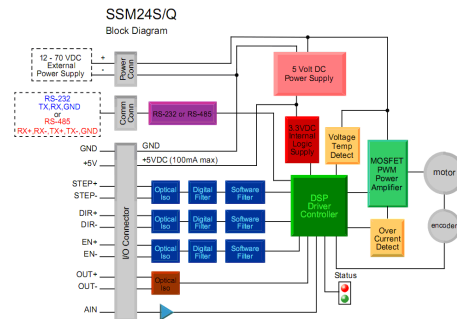 SSM24S/Q
Block Diagram
12 - 70 VDC
External
Power Supply
+
-
Power
Conn
5 Volt DC
Power Supply
RS-232
TX,RX,GND
or
RS-485
RX+,RX-,TX+,TX-,GND
Comm
Conn
RS-232 or RS-485
3.3VDC
Internal
Logic
Supply
Voltage
Temp
Detect
MOSFET
PWM
Power
Amplifier
motor
encoder
GND
+5V
GND
+5VDC (100mA max)
I/O Connector
STEP+
STEP-
Optical
Iso
Digital
Filter
Software
Filter
DSP
Driver
Controller
DIR+
DIR-
Optical
Iso
Digital
Filter
Software
Filter
Over
Current
Detect
EN+
EN-
Optical
Iso
Digital
Filter
Software
Filter
OUT+
OUT-
Optical
Iso
Status
AIN